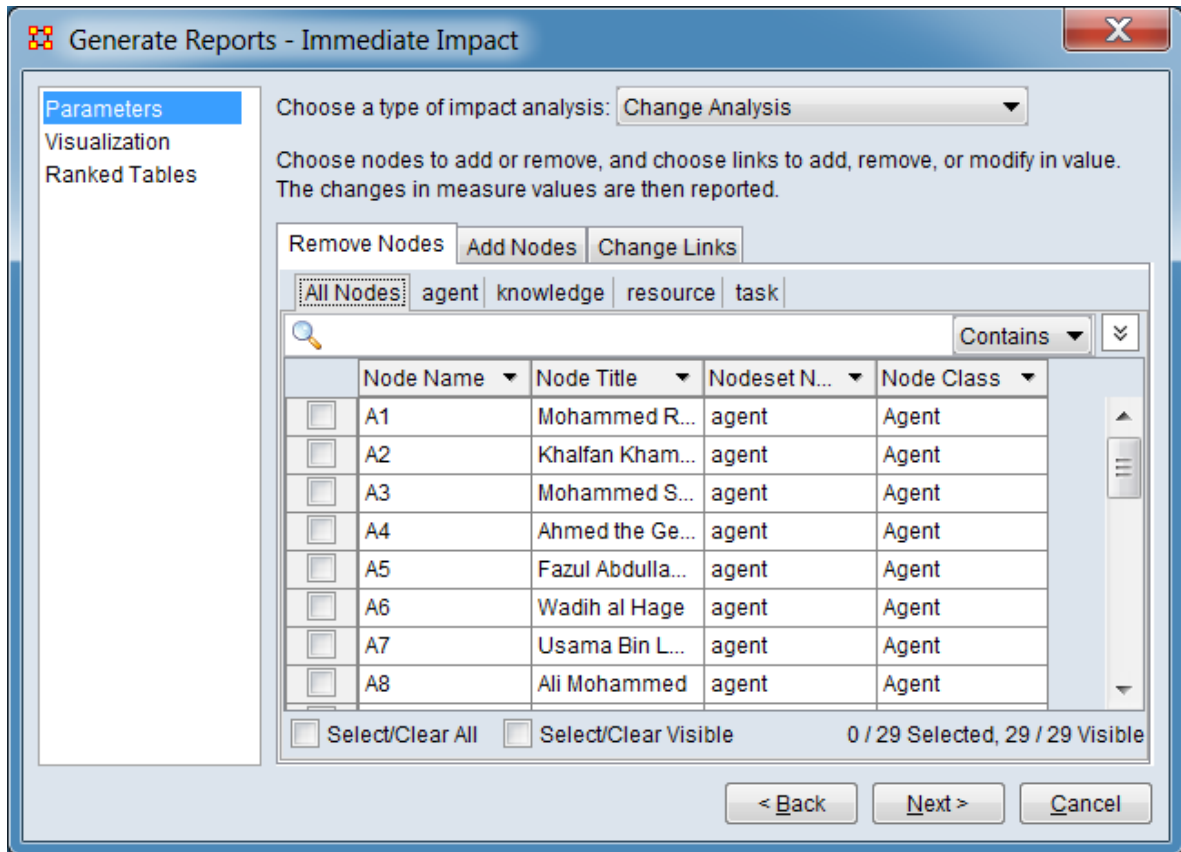 Generate Reports - Immediate Impact
X
Parameters
Visualization
Ranked Tables
Choose a type of impact analysis: Change Analysis
Choose nodes to add or remove, and choose links to add, remove, or modify in value.
The changes in measure values are then reported.
Remove Nodes Add Nodes Change Links
All Nodes agent knowledge resource task
Contains
Node Name Node Title Nodeset N... Node Class
A1 Mohammed R... agent Agent
A2 Khalfan Kham... agent Agent
A3 Mohammed S... agent Agent
A4 Ahmed the Ge... agent Agent
A5 Fazul Abdulla... agent Agent
A6 Wadih al Hage agent Agent
A7 Usama Bin L... agent Agent
A8 Ali Mohammed agent Agent
Select/Clear All Select/Clear Visible 0 / 29 Selected, 29 / 29 Visible
< Back Next > Cancel